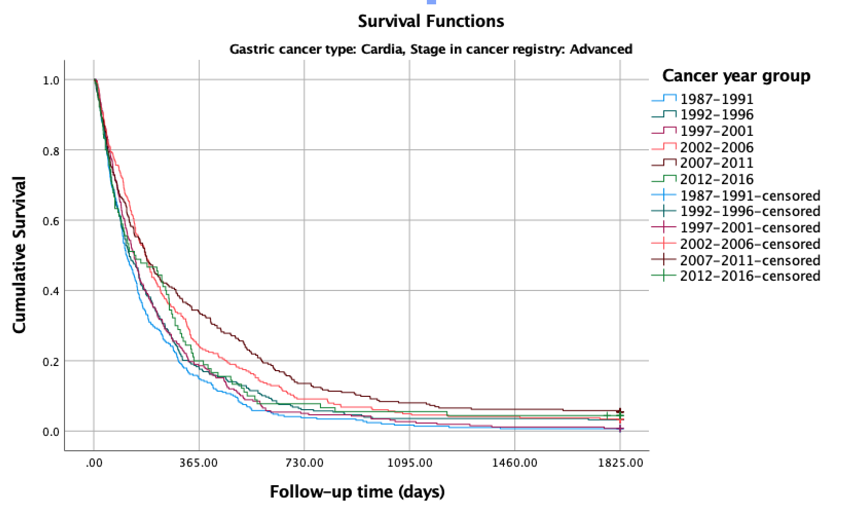 Survival Functions
Gastric cancer type: Cardia, Stage in cancer registry: Advanced
Cancer year group
1987-1991
1992-1996
1997-2001
2002-2006
2007-2011
2012-2016
1987-1991-censored
1992-1996-censored
1997-2001-censored
2002-2006-censored
2007-2011-censored
2012-2016-censored
Cumulative Survival
1.0
0.8
0.6
0.4
0.2
0.0
.00 365.00 730.00 1095.00 1460.00 1825.00
Follow-up time (days)